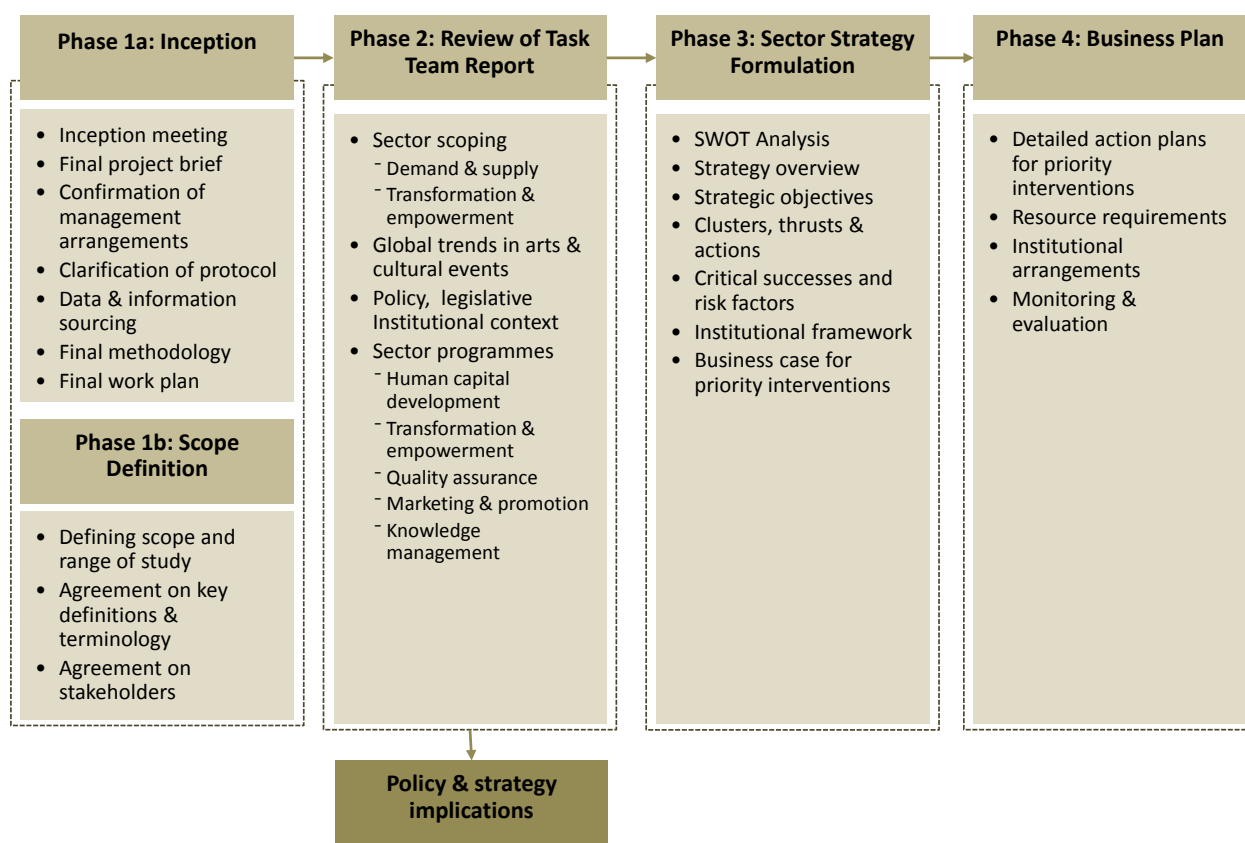 Phase 1a: Inception
• Inception meeting
• Final project brief
• Confirmation of
management
arrangements
• Clarification of protocol
• Data & information
sourcing
• Final methodology
• Final work plan
Phase 1b: Scope
Definition
• Defining scope and
range of study
• Agreement on key
definitions &
terminology
• Agreement on
stakeholders
Phase 2: Review of Task
Team Report
• Sector scoping
⁻ Demand & supply
⁻ Transformation &
empowerment
• Global trends in arts &
cultural events
• Policy,  legislative
Institutional context
• Sector programmes
⁻ Human capital
development
⁻ Transformation &
empowerment
⁻ Quality assurance
⁻ Marketing & promotion
⁻ Knowledge
management
Policy & strategy
implications
Phase 3: Sector Strategy
Formulation
• SWOT Analysis
• Strategy overview
• Strategic objectives
• Clusters, thrusts &
actions
• Critical successes and
risk factors
• Institutional framework
• Business case for
priority interventions
Phase 4: Business Plan
• Detailed action plans
for priority
interventions
• Resource requirements
• Institutional
arrangements
• Monitoring &
evaluation